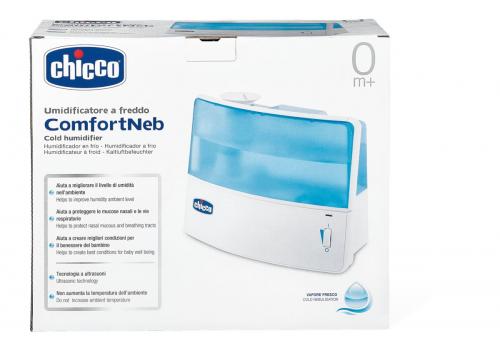 chicco
0
m+
Umidificatore a freddo
ComfortNeb
Cold humidifier
Humidificador en frio - Humidificador a frio
Humidificateur à froid - Kaltluftbefeuchter
Aiuta a migliorare il livello di umidità
nell'ambiente
Helps to improve humidity ambient level
Aiuta a proteggere le mucose nasali e le vie
respiratorie
Helps to protect nasal mucous and breathing tracts
Aiuta a creare migliori condizioni per
il benessere del bambino
Helps to create best conditions for baby well being
Tecnologia a ultrasuoni
Ultrasonic technology
Non aumenta la temperatura dell'ambiente
Do not increase ambient temperature
chicco
VAPORE FRESCO
COLD NEBULISATION